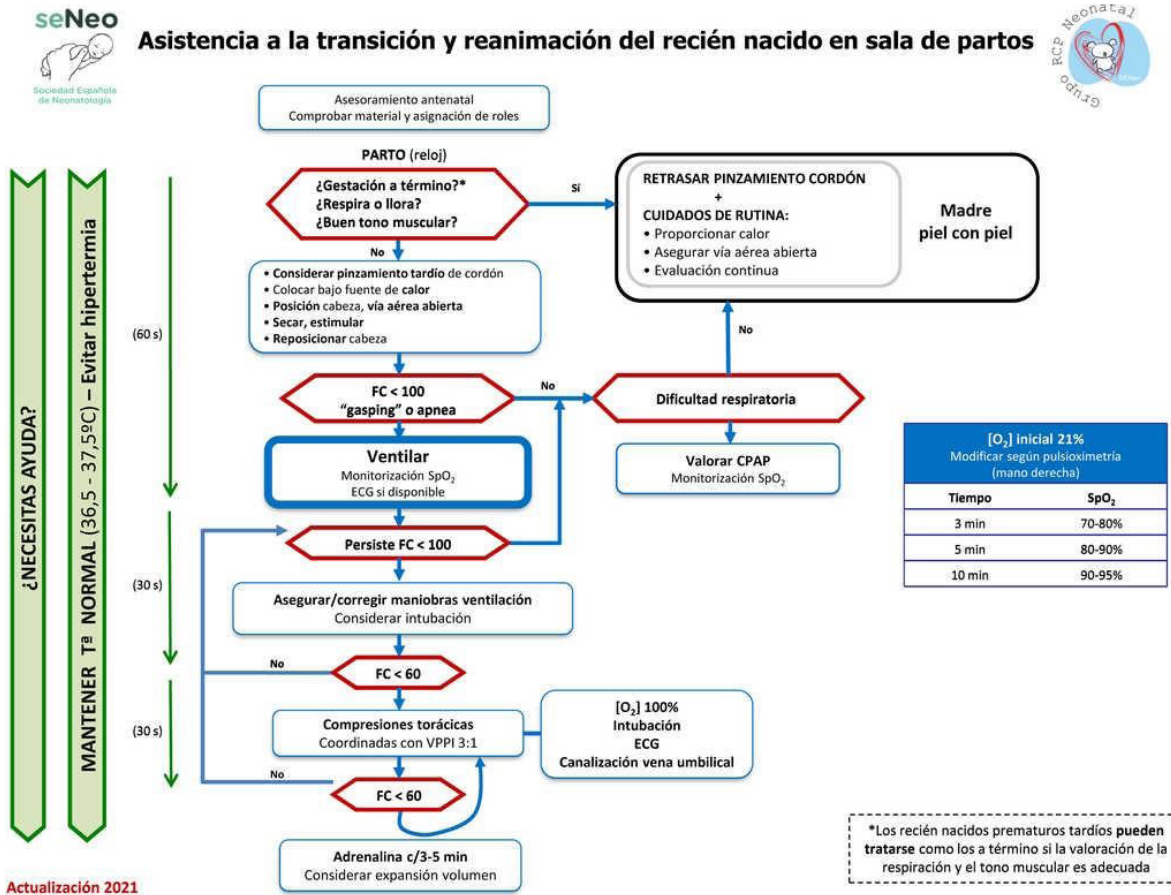 seNeo
Sociedad Española
de Neonatología
Asistencia a la transición y reanimación del recién nacido en sala de partos
Grupo RCP Neonatal
SENeo
Asesoramiento antenatal
Comprobar material y asignación de roles
PARTO (reloj)
¿Gestación a término?*
¿Respira o llora?
¿Buen tono muscular?
Sí
RETRASAR PINZAMIENTO CORDÓN
+
CUIDADOS DE RUTINA:
• Proporcionar calor
• Asegurar vía aérea abierta
• Evaluación continua
Madre
piel con piel
No
• Considerar pinzamiento tardío de cordón
• Colocar bajo fuente de calor
• Posición cabeza, vía aérea abierta
• Secar, estimular
• Reposicionar cabeza
(60 s)
No
FC < 100
"gasping" o apnea
No
Dificultad respiratoria
Ventilar
Monitorización SpO₂
ECG si disponible
Valorar CPAP
Monitorización SpO₂
[O₂] inicial 21%
Modificar según pulsioximetría
(mano derecha)
Tiempo SpO₂
3 min 70-80%
5 min 80-90%
10 min 90-95%
Persiste FC < 100
(30 s)
Asegurar/corregir maniobras ventilación
Considerar intubación
No
FC < 60
(30 s)
Compresiones torácicas
Coordinadas con VPPI 3:1
[O₂] 100%
Intubación
ECG
Canalización vena umbilical
No
FC < 60
Adrenalina c/3-5 min
Considerar expansión volumen
¿NECESITAS AYUDA?
MANTENER Tª NORMAL (36,5 - 37,5ºC) – Evitar hipertermia
*Los recién nacidos prematuros tardíos pueden
tratarse como los a término si la valoración de la
respiración y el tono muscular es adecuada
Actualización 2021